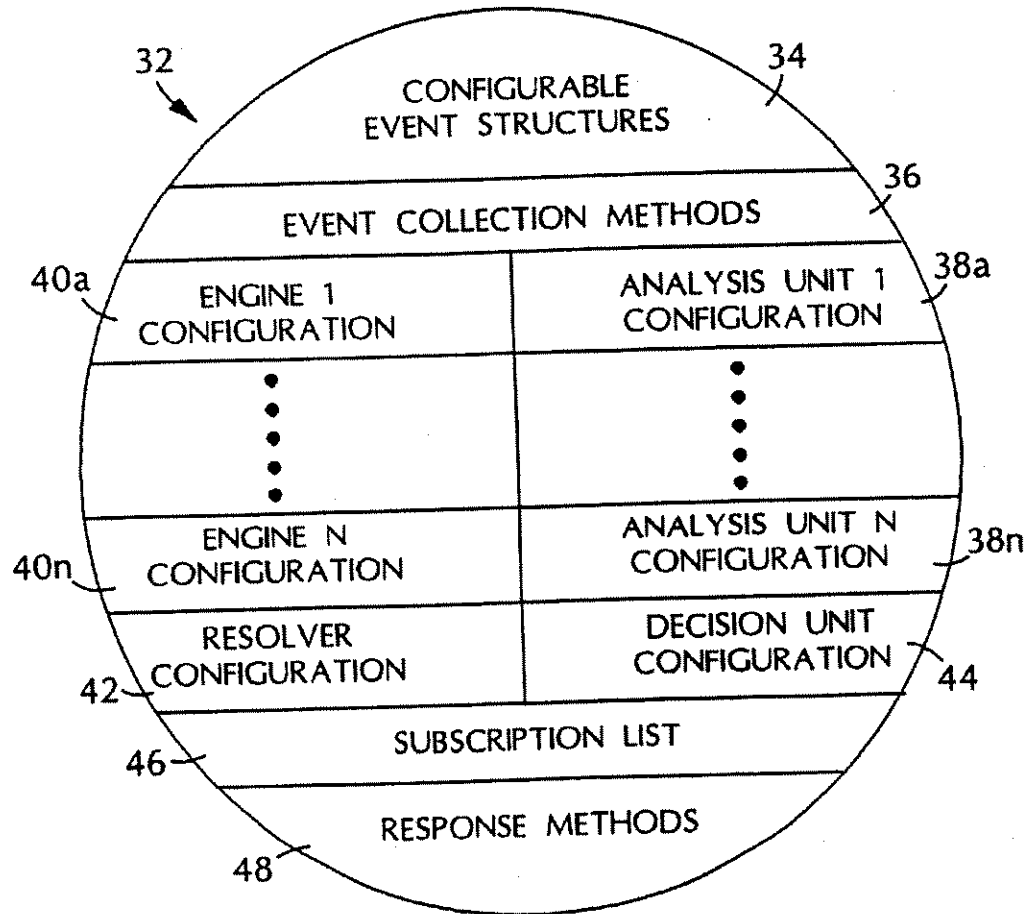 32
34
CONFIGURABLE
EVENT STRUCTURES
36
EVENT COLLECTION METHODS
40a
ENGINE 1
CONFIGURATION
ANALYSIS UNIT 1
CONFIGURATION
38a
40n
ENGINE N
CONFIGURATION
ANALYSIS UNIT N
CONFIGURATION
38n
42
RESOLVER
CONFIGURATION
DECISION UNIT
CONFIGURATION
44
46
SUBSCRIPTION LIST
RESPONSE METHODS
48